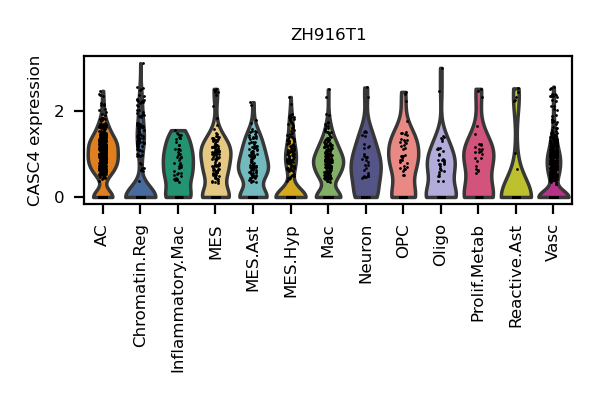 ZH916T1
CASC4 expression
2
0
AC
Chromatin.Reg
Inflammatory.Mac
MES
MES.Ast
MES.Hyp
Mac
Neuron
OPC
Oligo
Prolif.Metab
Reactive.Ast
Vasc